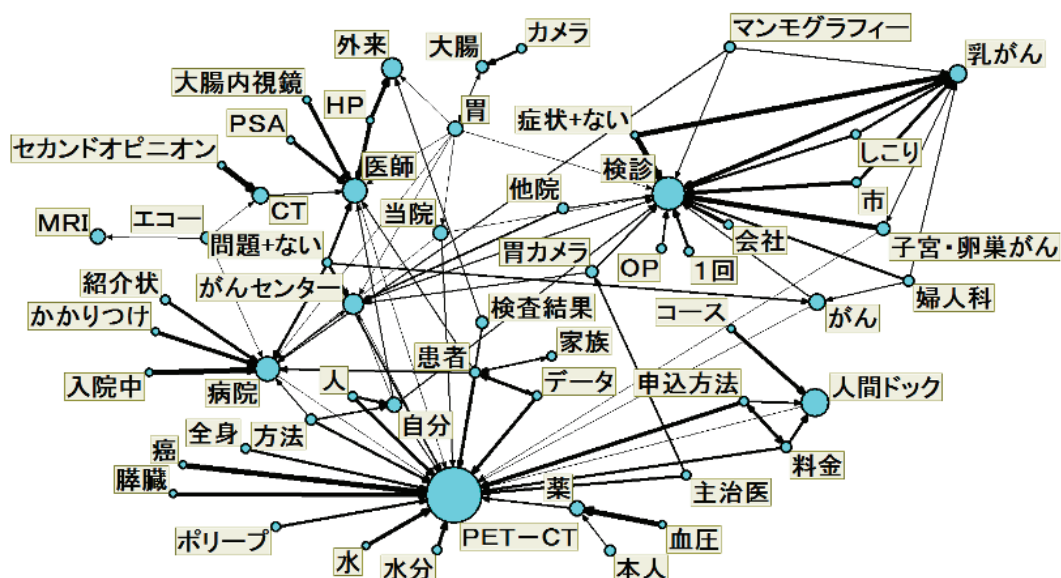 マンモグラフィー
カメラ
外来
大腸
乳がん
大腸内視鏡
HP
胃
PSA
症状+ない
しこり
セカンドオピニオン
医師
検診
他院
市
CT
当院
MRI
エコー
会社
子宮・卵巣がん
問題+ない
胃カメラ
OP
1回
紹介状
がんセンター
婦人科
検査結果
コース
がん
かかりつけ
家族
患者
入院中
病院
人
データ
申込方法
人間ドック
全身
方法
自分
癌
料金
膵臓
薬
主治医
ポリープ
PET-CT
血圧
水
水分
本人